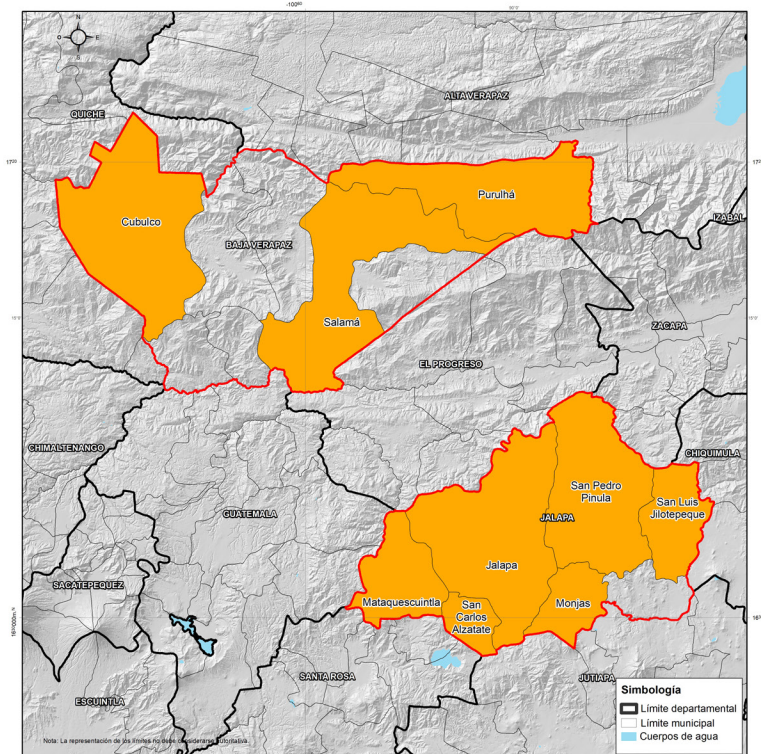 N
O
E
S
ALTA VERAPAZ
QUICHE
Purulhá
Cubulco
IZABAL
BAJA VERAPAZ
Salamá
ZACAPA
EL PROGRESO
CHIMALTENANGO
CHIQUIMULA
San Pedro
Pinula
San Luis
Jilotepeque
GUATEMALA
JALAPA
Jalapa
SACATEPEQUEZ
Mataquescuintla
San
Carlos
Alzatate
Monjas
SANTA ROSA
JUTIAPA
ESCUINTLA
Simbología
Límite departamental
Límite municipal
Cuerpos de agua
Nota: La representación de los límites no debe considerarse autoritativa.